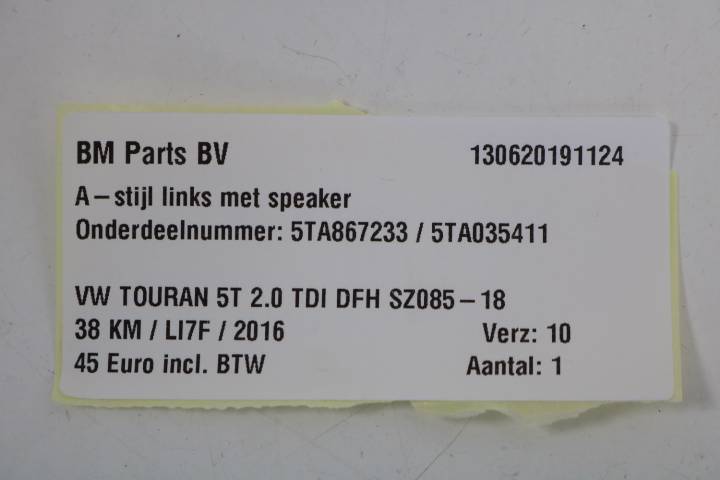 BM Parts BV 130620191124
A-stijl links met speaker
Onderdeelnummer: 5TA867233 / 5TA035411
VW TOURAN 5T 2.0 TDI DFH SZ085-18
38 KM / LI7F / 2016 Verz: 10
45 Euro incl. BTW Aantal: 1